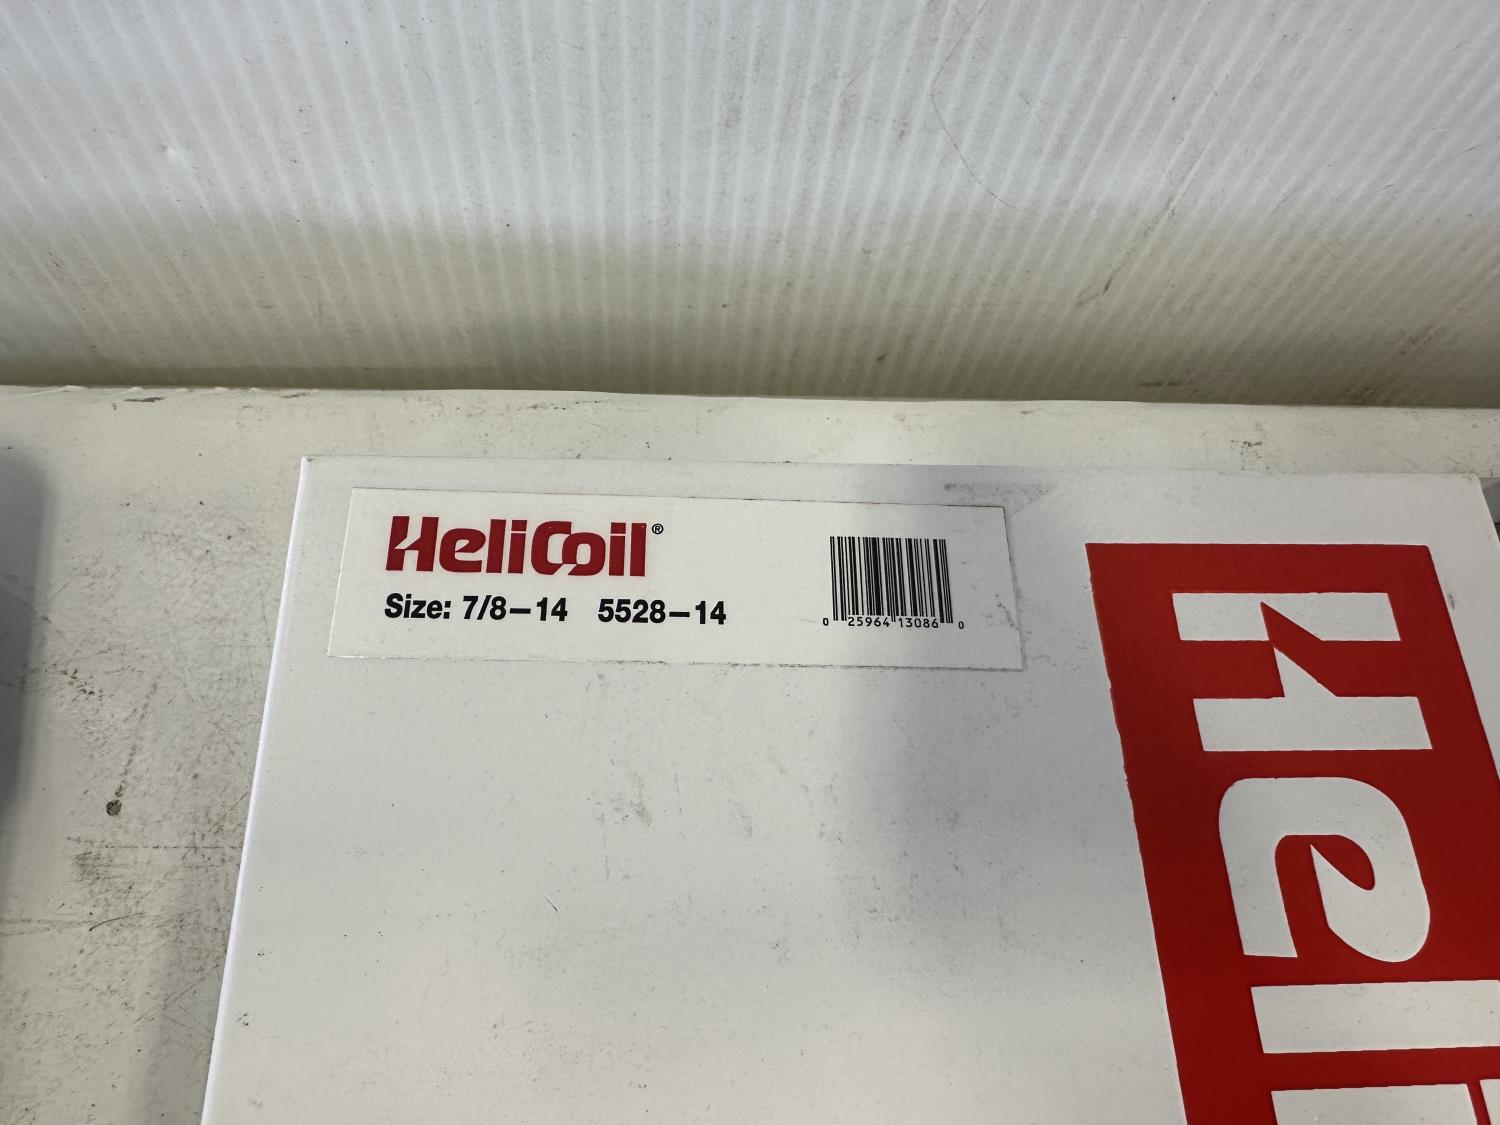 HeliCoil®
Size: 7/8–14 5528–14
0 25964 13086 0
Heli